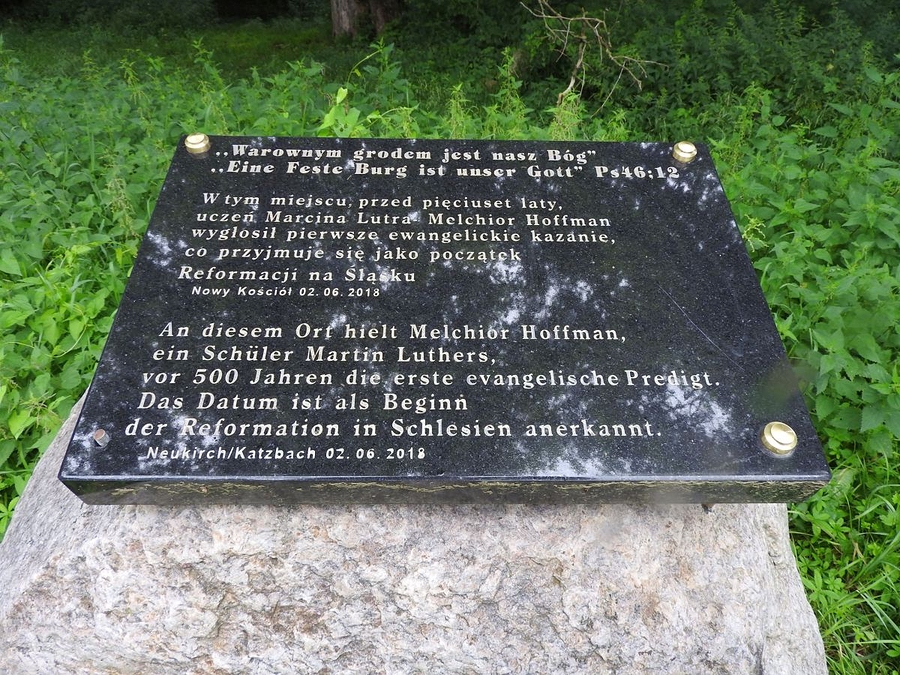 ,,Warownym grodem jest nasz Bóg"
,,Eine Feste Burg ist unser Gott" Ps46;12
W tym miejscu, przed pięciuset laty,
uczeń Marcina Lutra- Melchior Hoffman
wygłosił pierwsze ewangelickie kazanie,
co przyjmuje się jako początek
Reformacji na Śląsku
Nowy Kościół 02.06.2018
An diesem Ort hielt Melchior Hoffman,
ein Schüler Martin Luthers,
vor 500 Jahren die erste evangelische Predigt.
Das Datum ist als Beginn
der Reformation in Schlesien anerkannt.
Neukirch/Katzbach 02.06.2018